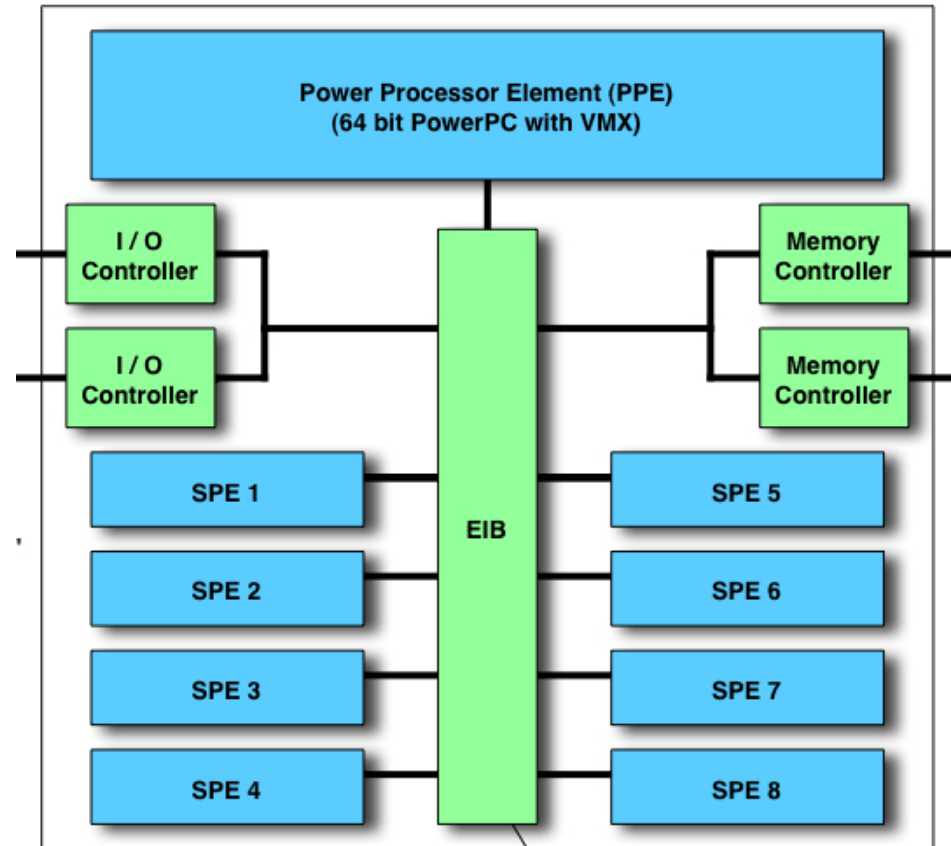 Power Processor Element (PPE)
(64 bit PowerPC with VMX)
I / O
Controller
Memory
Controller
I / O
Controller
Memory
Controller
SPE 1
SPE 5
EIB
SPE 2
SPE 6
SPE 3
SPE 7
SPE 4
SPE 8